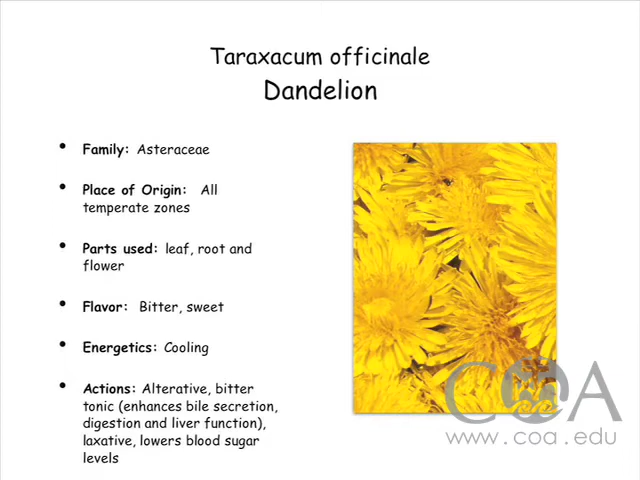 Taraxacum officinale
Dandelion
• Family: Asteraceae
• Place of Origin: All
temperate zones
• Parts used: leaf, root and
flower
• Flavor: Bitter, sweet
• Energetics: Cooling
• Actions: Alterative, bitter
tonic (enhances bile secretion,
digestion and liver function),
laxative, lowers blood sugar
levels
COA
www.coa.edu